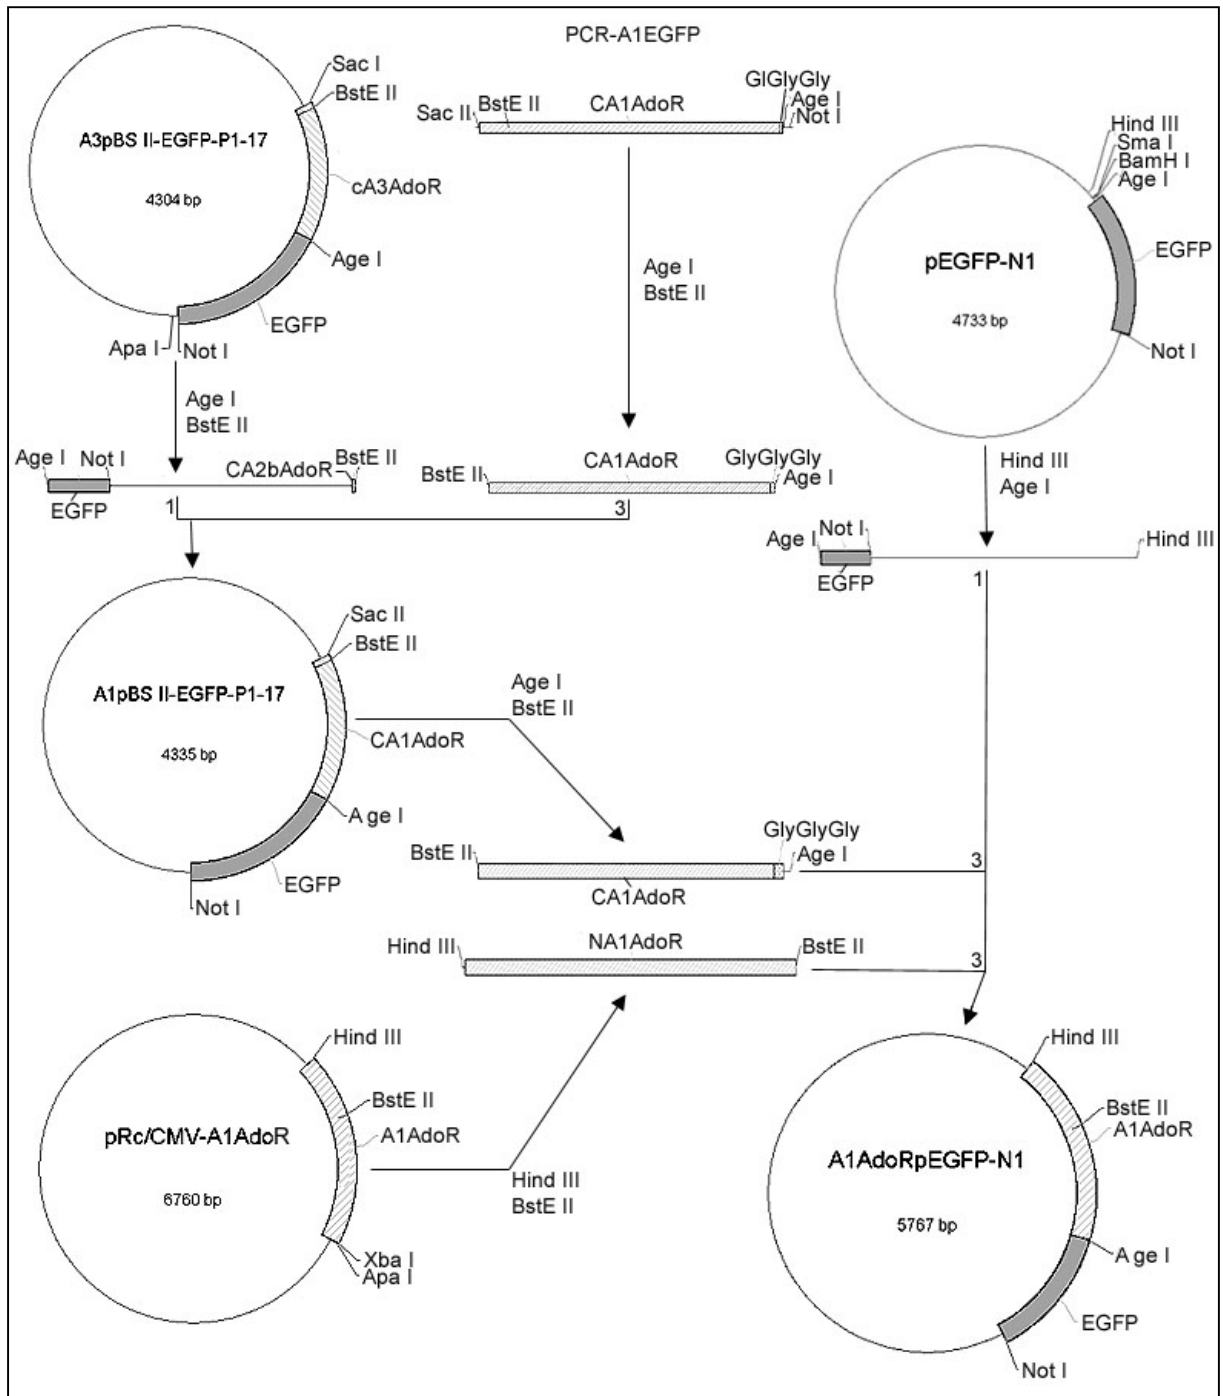 PCR-A1EGFP
Sac I
BstE II
A3pBS II-EGFP-P1-17
4304 bp
cA3AdoR
Age I
EGFP
Apa I
Not I
Sac II
BstE II
CA1AdoR
GlGlyGly
Age I
Not I
Hind III
Sma I
BamH I
Age I
pEGFP-N1
EGFP
4733 bp
Not I
Age I
BstE II
Age I
BstE II
Hind III
Age I
Age I
Not I
CA2bAdoR
BstE II
EGFP
1
BstE II
CA1AdoR
GlyGlyGly
Age I
3
Age I
Not I
Hind III
EGFP
1
Sac II
BstE II
A1pBS II-EGFP-P1-17
4335 bp
CA1AdoR
A ge I
EGFP
Not I
Age I
BstE II
BstE II
GlyGlyGly
Age I
CA1AdoR
3
Hind III
NA1AdoR
BstE II
3
Hind III
BstE II
pRc/CMV-A1AdoR
A1AdoR
6760 bp
Xba I
Apa I
Hind III
BstE II
Hind III
BstE II
A1AdoR
A1AdoRpEGFP-N1
5767 bp
A ge I
EGFP
Not I